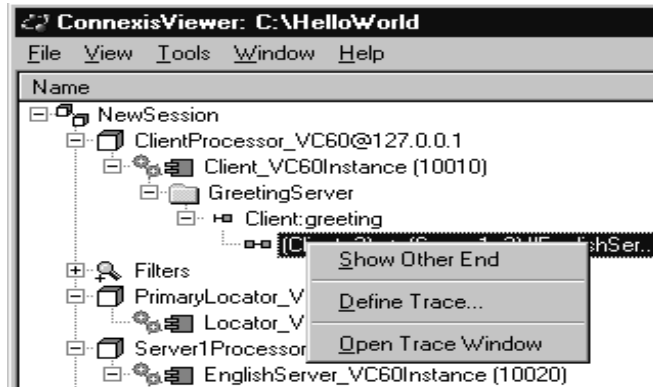 ConnexisViewer: C:\HelloWorld
File View Tools Window Help
Name
NewSession
ClientProcessor_VC60@127.0.0.1
Client_VC60Instance (10010)
GreetingServer
Client:greeting
Show Other End
Filters
Define Trace...
PrimaryLocator_V
Locator_V
Open Trace Window
Server1Processor
EnglishServer_VC60Instance (10020)